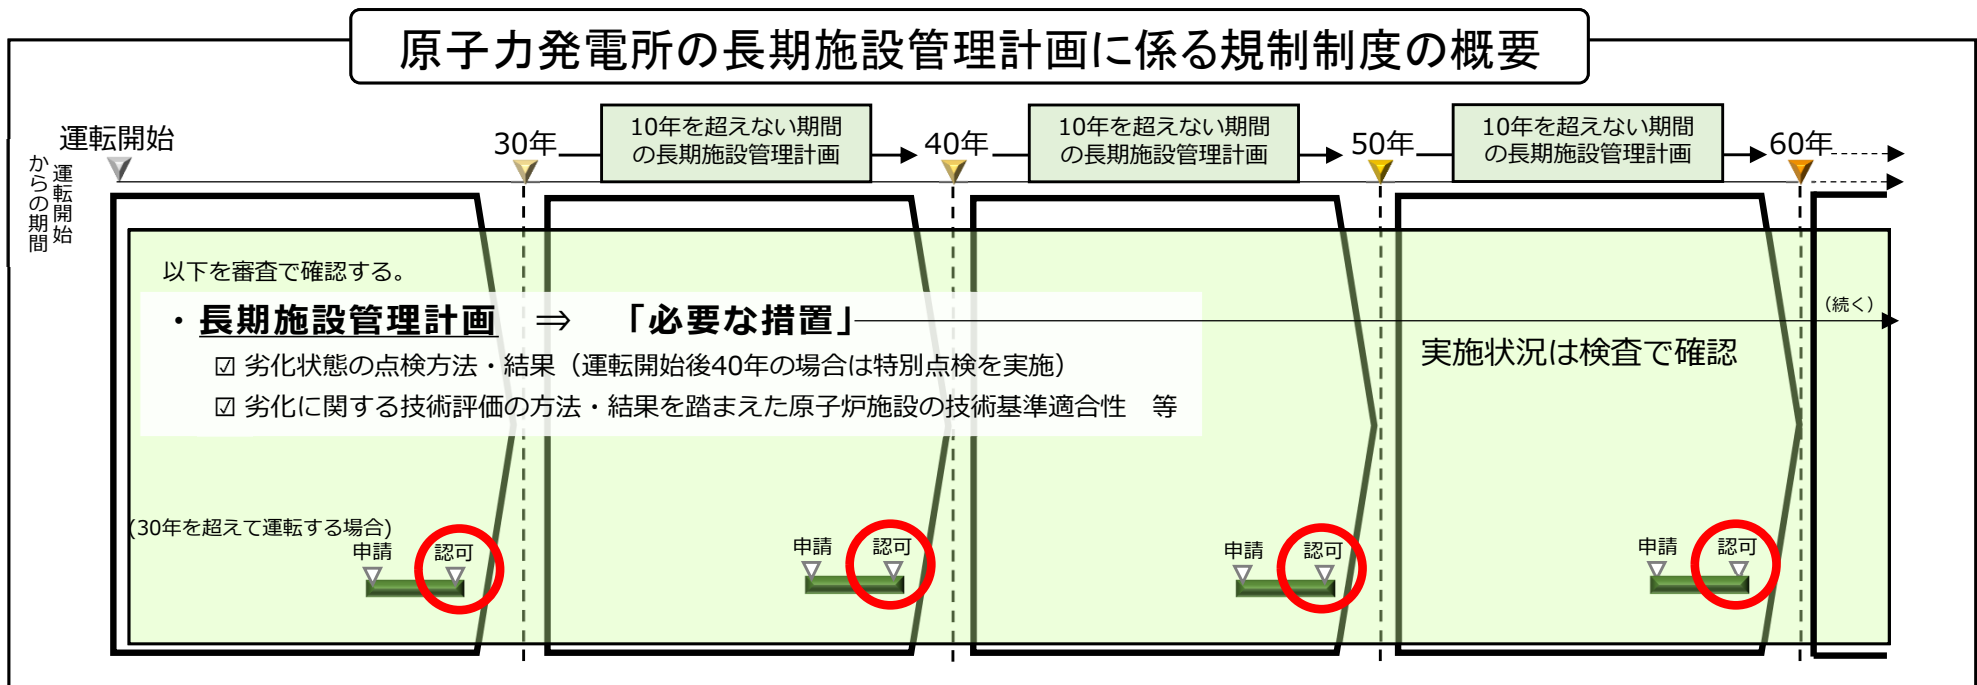 原子力発電所の長期施設管理計画に係る規制制度の概要
運転開始
からの期間
運転開始
30年
10年を超えない期間
の長期施設管理計画
40年
10年を超えない期間
の長期施設管理計画
50年
10年を超えない期間
の長期施設管理計画
60年
以下を審査で確認する。
・長期施設管理計画 ⇒ 「必要な措置」
(続く)
☑ 劣化状態の点検方法・結果（運転開始後40年の場合は特別点検を実施）
☑ 劣化に関する技術評価の方法・結果を踏まえた原子炉施設の技術基準適合性 等
実施状況は検査で確認
(30年を超えて運転する場合)
申請 認可
申請 認可
申請 認可
申請 認可